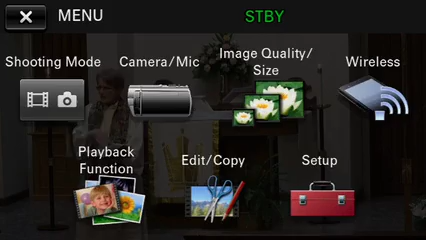 MENU
STBY
Shooting Mode
Camera/Mic
Image Quality/
Size
Wireless
Playback
Function
Edit/Copy
Setup